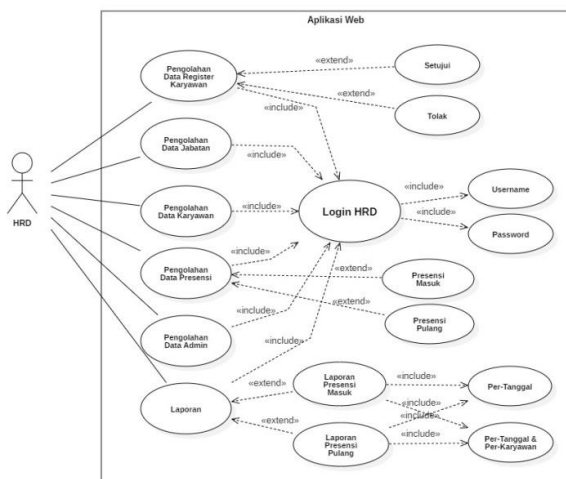 Aplikasi Web
Pengolahan
Data Register
Karyawan
«extend»
Setujui
«extend»
Tolak
«include»
Pengolahan
Data Jabatan
«include»
HRD
Pengolahan
Data Karyawan
«include»
Login HRD
«include»
Username
«include»
Password
Pengolahan
Data Presensi
«include»
«extend»
Presensi
Masuk
«extend»
Presensi
Pulang
Pengolahan
Data Admin
«include»
«include»
Laporan
«extend»
Laporan
Presensi
Masuk
«include»
Per-Tanggal
«include»
«include»
«extend»
Laporan
Presensi
Pulang
«include»
Per-Tanggal &
Per-Karyawan